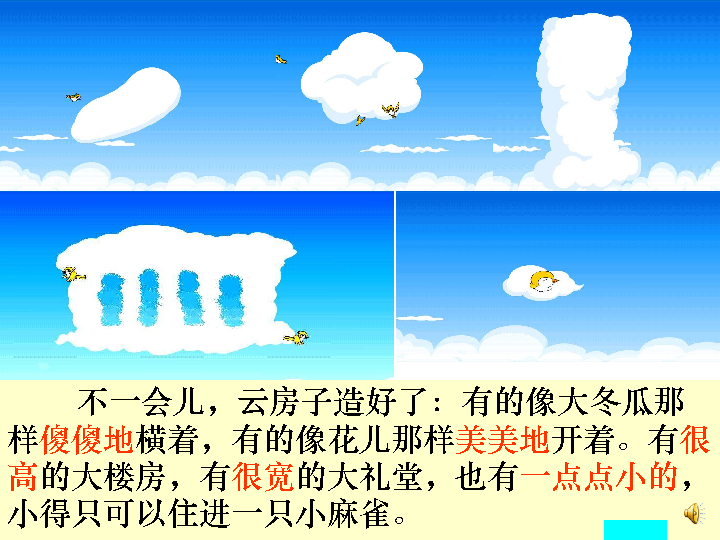 不一会儿，云房子造好了：有的像大冬瓜那
样傻傻地横着，有的像花儿那样美美地开着。有很
高的大楼房，有很宽的大礼堂，也有一点点小的，
小得只可以住进一只小麻雀。